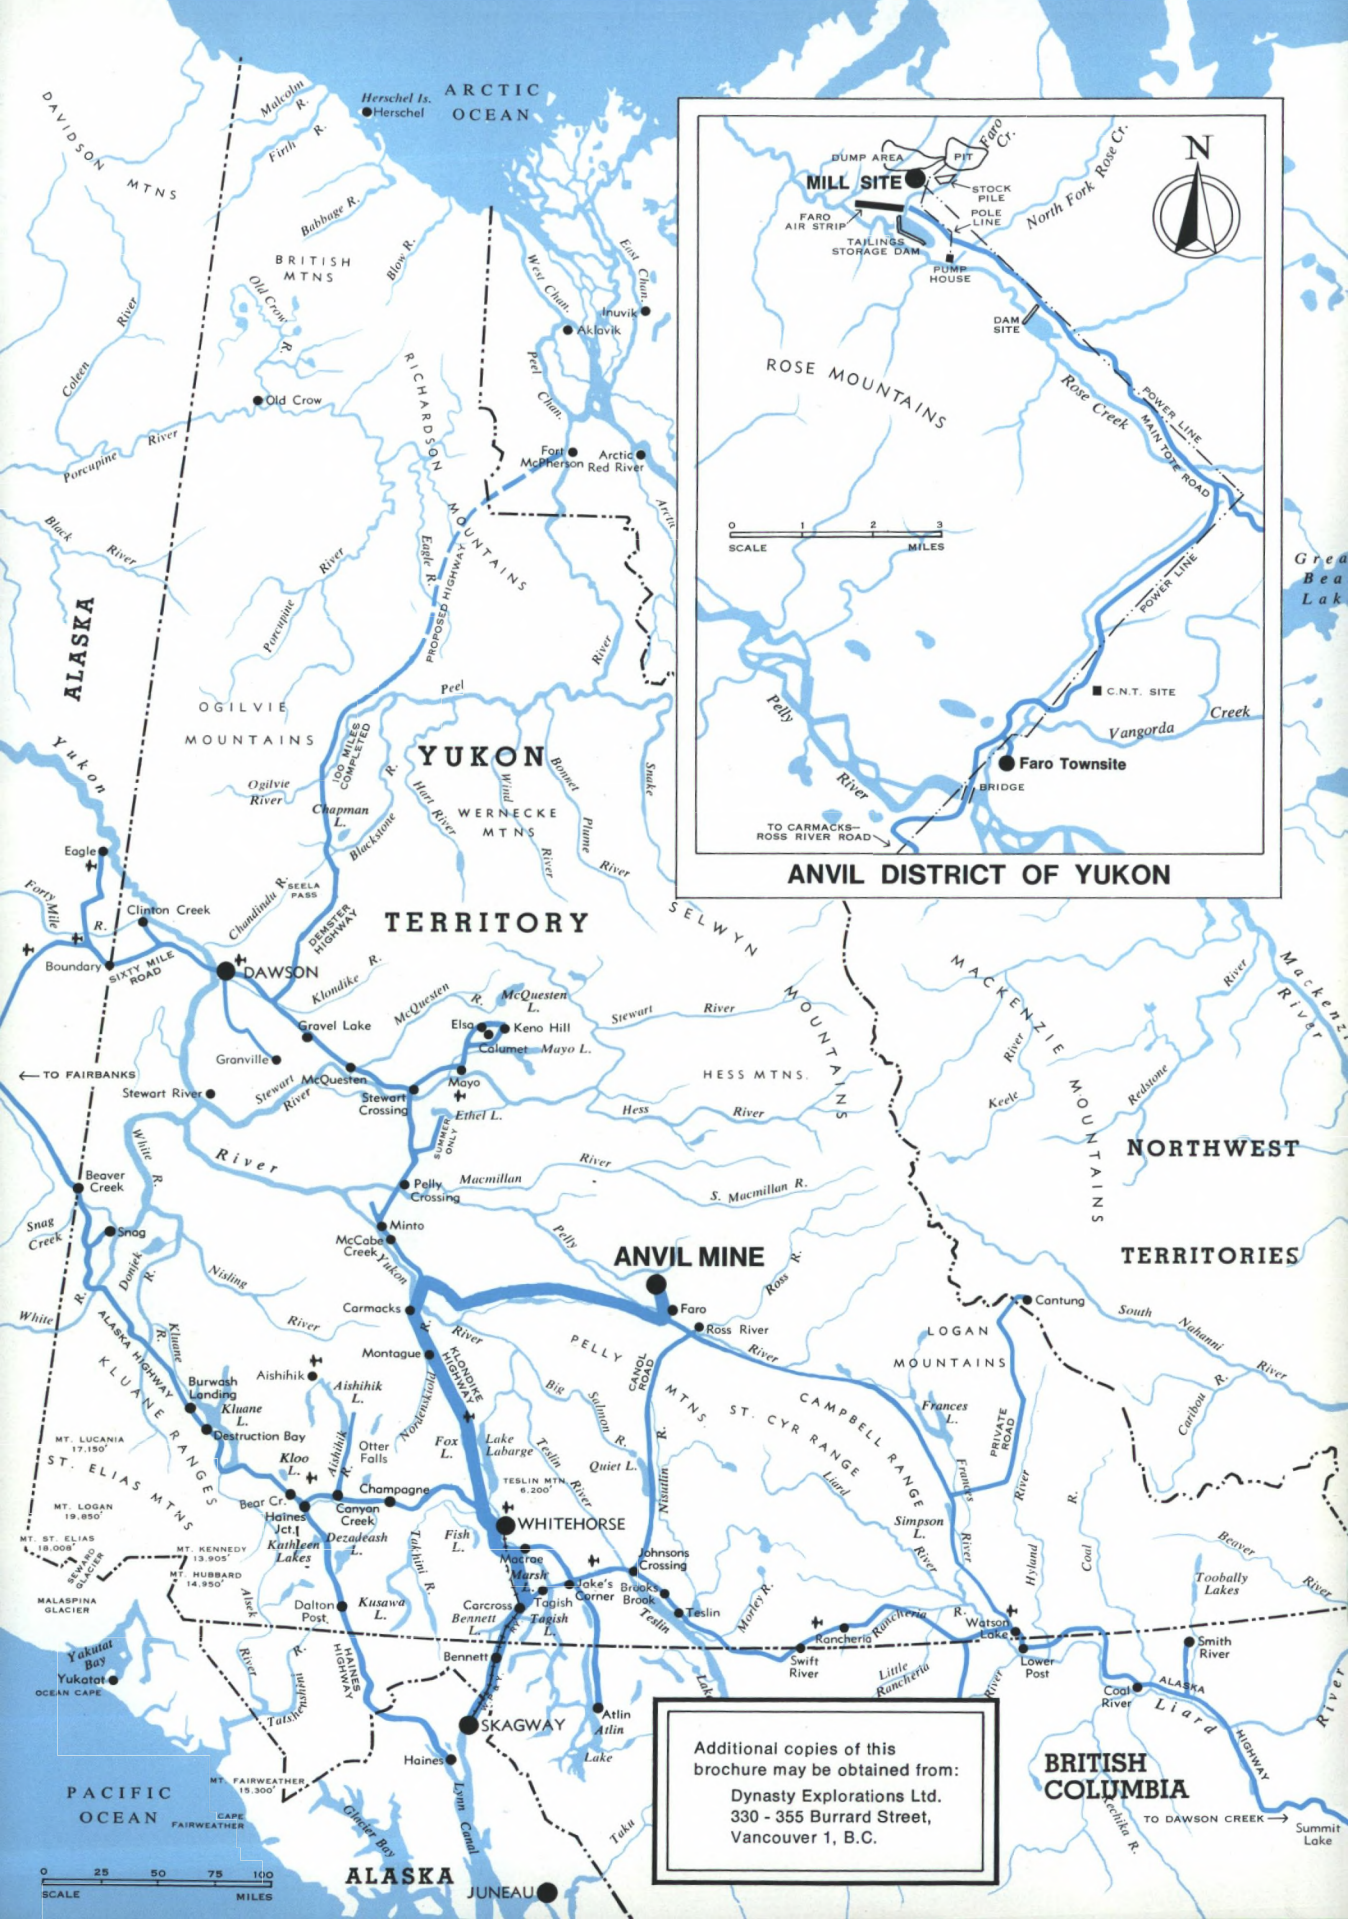 DAVIDSON MTNS
Malcolm R.
Firth R.
Herschel Is.
Herschel
ARCTIC
OCEAN
Babbage R.
BRITISH
MTNS
Blow R.
Old Crow R.
Coleen River
Old Crow
Porcupine River
Black River
RICHARDSON MOUNTAINS
West Chan.
East Chan.
Inuvik
Aklavik
Peel Chan.
Fort
McPherson
Arctic
Red River
Arctic
Eagle R.
PROPOSED HIGHWAY
Porcupine River
River
Peel
ALASKA
OGILVIE
MOUNTAINS
100 MILES
COMPLETED
YUKON
Yukon
Ogilvie
River
Chapman
L.
Blackstone R.
Hart River
Wind River
Bonnet Plume River
Snake
WERNECKE
MTNS
Eagle
Forty Mile R.
Clinton Creek
Chandindu R.
SEELA
PASS
DEMSTER
HIGHWAY
TERRITORY
SELWYN MOUNTAINS
Boundary
SIXTY MILE
ROAD
DAWSON
Klondike R.
McQuesten R.
McQuesten
L.
Gravel Lake
Elsa
Keno Hill
Calumet
Mayo L.
Stewart River
Granville
TO FAIRBANKS
Stewart River
Stewart
River
McQuesten
Stewart
Crossing
Mayo
Ethel L.
SUMMER
ONLY
HESS MTNS.
Hess River
MACKENZIE MOUNTAINS
River
Mackenzi
River
Keele River
Redstone
NORTHWEST
TERRITORIES
White R.
River
Beaver
Creek
Pelly
Crossing
Macmillan River
S. Macmillan R.
Snag
Creek
Snag
Minto
McCabe
Creek
Yukon R.
Pelly
ANVIL MINE
Ross R.
Donjek R.
Nisling River
White R.
Carmacks
Faro
Ross River
River
River
Cantung
South Nahanni River
LOGAN
MOUNTAINS
ALASKA HIGHWAY
Kluane R.
KLUANE RANGES
Montague
KLONDIKE
HIGHWAY
PELLY MTNS.
CANOL
ROAD
Aishihik
Aishihik
L.
Nordenskiold
Burwash
Landing
Kluane
L.
Destruction Bay
Big Salmon R.
ST. CYR RANGE
CAMPBELL RANGE
Frances
L.
PRIVATE
ROAD
Caribou R.
MT. LUCANIA
17,150'
ST. ELIAS MTNS
Kloo
L.
Aishihik R.
Otter
Falls
Fox
L.
Lake
Labarge
Teslin River
TESLIN MTN.
6,200'
Quiet L.
Nisutlin R.
Liard River
Frances River
Hyland River
Coal R.
MT. LOGAN
19,850'
Bear Cr.
Haines
Jct.
Canyon
Creek
Champagne
WHITEHORSE
Simpson
L.
MT. ST. ELIAS
18,008'
SEWARD
GLACIER
MT. KENNEDY
13,905'
MT. HUBBARD
14,950'
Kathleen
Lakes
Dezadeash
L.
Takhini R.
Fish
L.
Macrae
Marsh
L.
Johnsons
Crossing
Beaver River
Toobally
Lakes
MALASPINA
GLACIER
Alsek River
Dalton
Post
Kusawa
L.
Carcross
Bennett
L.
Tagish
Tagish
L.
Jake's
Corner
Brooks
Brook
Teslin
Teslin
Lake
Morley R.
Rancheria
Rancheria R.
Watson
Lake
Yakutat
Bay
Yukatat
OCEAN CAPE
HAINES
HIGHWAY
Tatshenshini R.
Bennett
W.P. & Y. RY.
Swift
River
Little
Rancheria
River
Lower
Post
Smith
River
Coal
River
ALASKA HIGHWAY
Liard
River
SKAGWAY
Atlin
Atlin
Lake
Haines
MT. FAIRWEATHER
15,300'
PACIFIC
OCEAN
CAPE
FAIRWEATHER
Glacier Bay
Lynn Canal
Taku
BRITISH
COLUMBIA
Kechika R.
TO DAWSON CREEK
Summit
Lake
0 25 50 75 100
SCALE MILES
ALASKA
JUNEAU
Additional copies of this
brochure may be obtained from:
Dynasty Explorations Ltd.
330 - 355 Burrard Street,
Vancouver 1, B.C.
DUMP AREA
PIT
Faro
Cr.
MILL SITE
STOCK
PILE
FARO
AIR STRIP
POLE
LINE
TAILINGS
STORAGE DAM
PUMP
HOUSE
North Fork Rose Cr.
N
DAM
SITE
ROSE MOUNTAINS
Rose Creek
POWER LINE
MAIN TOTE ROAD
0 1 2 3
SCALE MILES
POWER LINE
C.N.T. SITE
Vangorda Creek
Pelly River
Faro Townsite
BRIDGE
TO CARMACKS—
ROSS RIVER ROAD
ANVIL DISTRICT OF YUKON
Grea
Bea
Lak